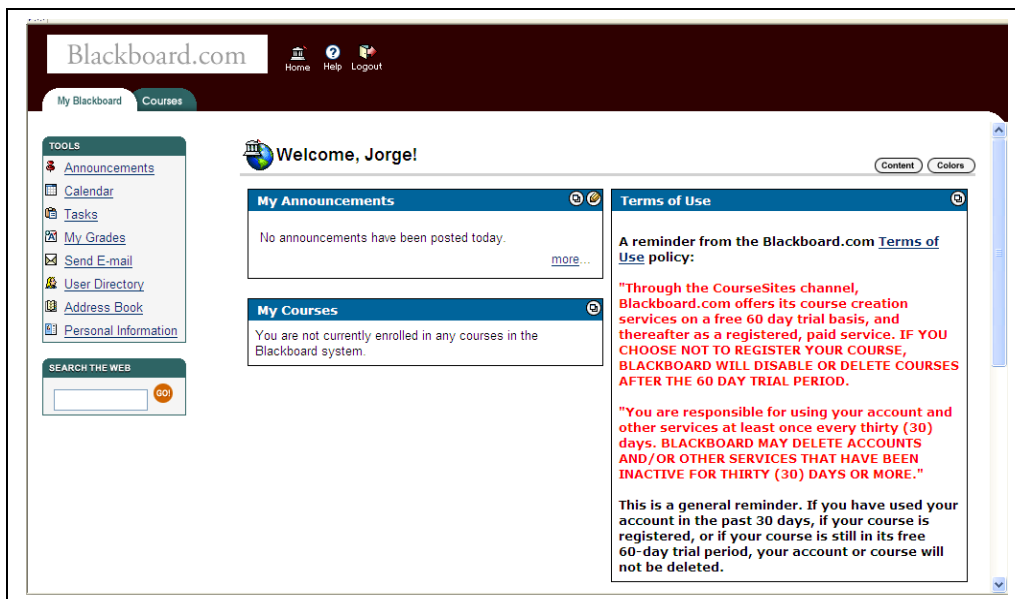 Blackboard.com
Home Help Logout
My Blackboard Courses
TOOLS
Announcements
Calendar
Tasks
My Grades
Send E-mail
User Directory
Address Book
Personal Information
SEARCH THE WEB
GO!
Welcome, Jorge!
Content Colors
My Announcements
No announcements have been posted today.
more...
My Courses
You are not currently enrolled in any courses in the
Blackboard system.
Terms of Use
A reminder from the Blackboard.com Terms of
Use policy:
"Through the CourseSites channel,
Blackboard.com offers its course creation
services on a free 60 day trial basis, and
thereafter as a registered, paid service. IF YOU
CHOOSE NOT TO REGISTER YOUR COURSE,
BLACKBOARD WILL DISABLE OR DELETE COURSES
AFTER THE 60 DAY TRIAL PERIOD.
"You are responsible for using your account and
other services at least once every thirty (30)
days. BLACKBOARD MAY DELETE ACCOUNTS
AND/OR OTHER SERVICES THAT HAVE BEEN
INACTIVE FOR THIRTY (30) DAYS OR MORE."
This is a general reminder. If you have used your
account in the past 30 days, if your course is
registered, or if your course is still in its free
60-day trial period, your account or course will
not be deleted.